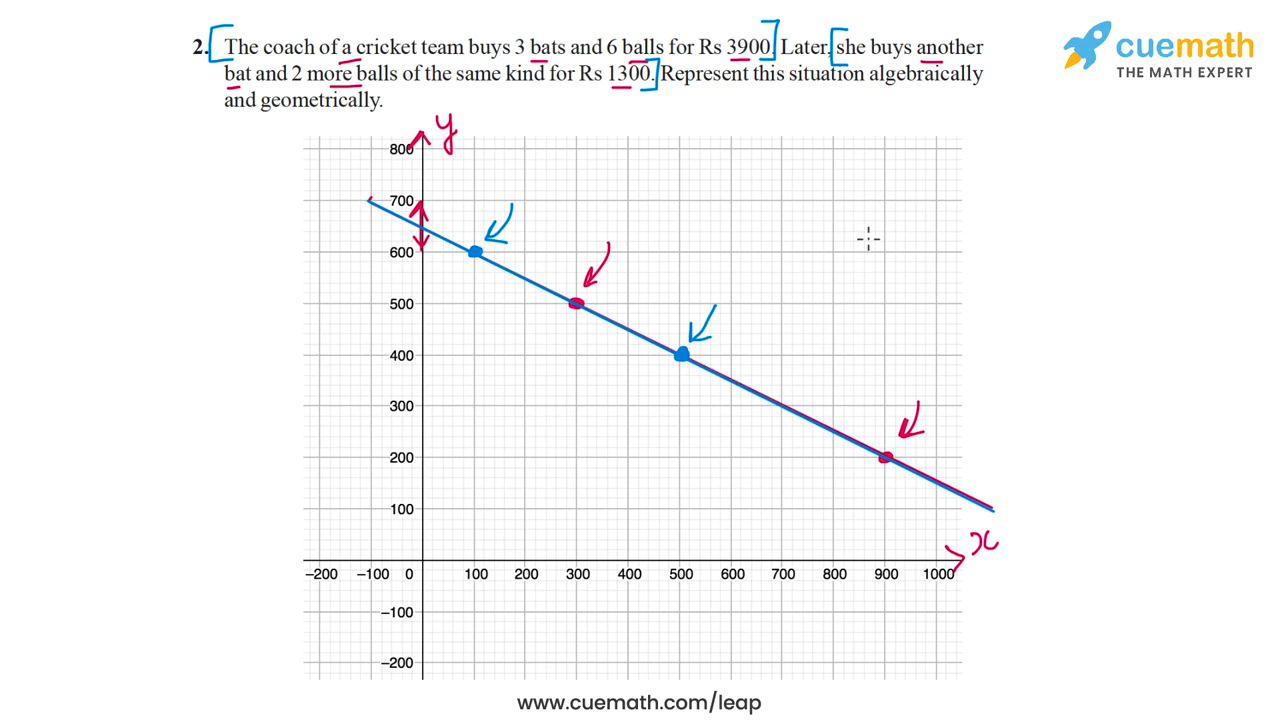 2. The coach of a cricket team buys 3 bats and 6 balls for Rs 3900. Later, she buys another
bat and 2 more balls of the same kind for Rs 1300. Represent this situation algebraically
and geometrically.
cuemath
THE MATH EXPERT
y
800
700
600
500
400
300
200
100
x
−200 −100 0 100 200 300 400 500 600 700 800 900 1000
−100
−200
www.cuemath.com/leap